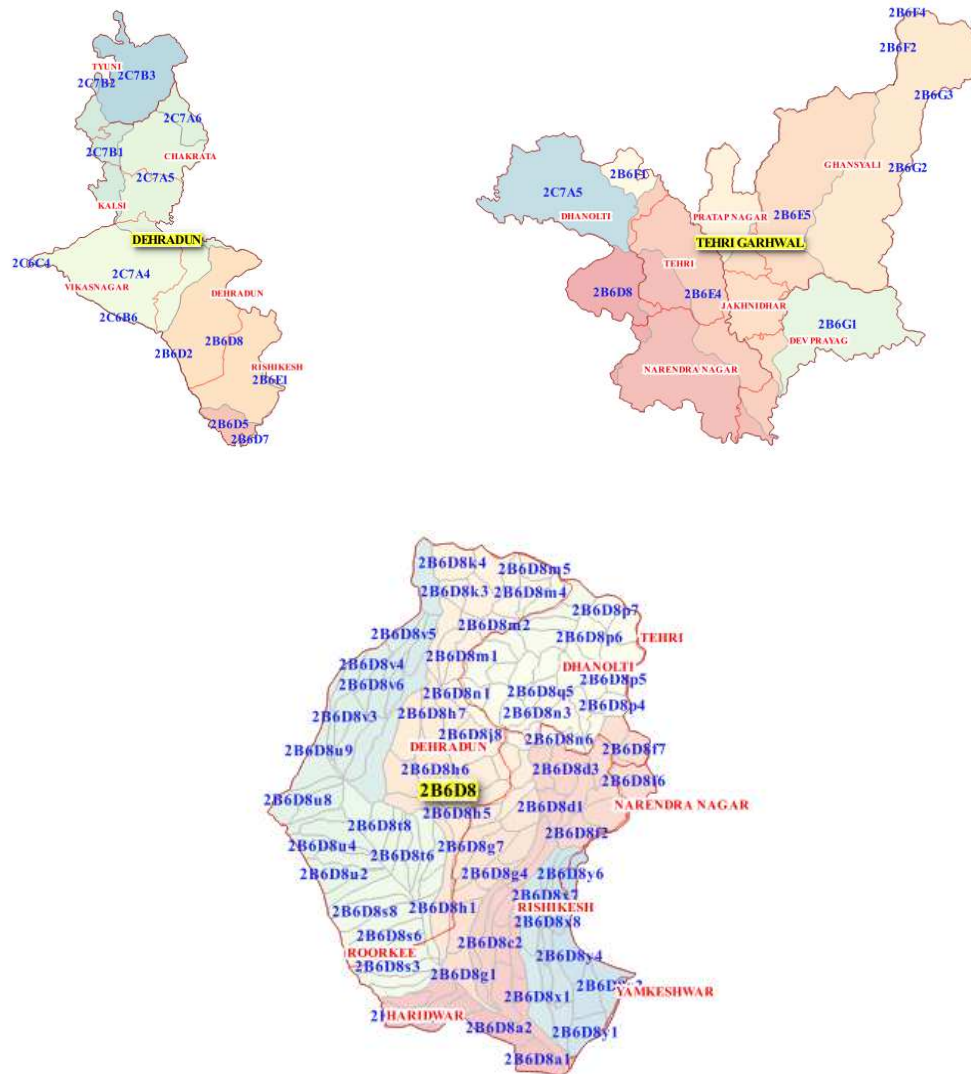 TYUNI
2C7B3
2C7B2
2C7A6
2C7B1
CHAKRATA
2C7A5
KALSI
DEHRADUN
2C6C4
2C7A4
VIKASNAGAR
DEHRADUN
2C6B6
2B6D2
2B6D8
RISHIKESH
2B6E1
2B6D5
2B6D7
2B6F4
2B6F2
2B6G3
2B6F1
GHANSYALI
2B6G2
2C7A5
DHANOLTI
PRATAP NAGAR
2B6E5
TEHRI GARHWAL
TEHRI
2B6D8
2B6E4
JAKHNIDHAR
2B6G1
DEV PRAYAG
NARENDRA NAGAR
2B6D8k4
2B6D8m5
2B6D8k3
2B6D8m4
2B6D8p7
2B6D8m2
2B6D8v5
2B6D8p6
TEHRI
2B6D8m1
2B6D8v4
DHANOLTI
2B6D8v6
2B6D8p5
2B6D8n1
2B6D8q5
2B6D8p4
2B6D8v3
2B6D8h7
2B6D8n3
2B6D8j8
2B6D8n6
2B6D8u9
DEHRADUN
2B6D8f7
2B6D8h6
2B6D8d3
2B6D8f6
2B6D8
2B6D8u8
2B6D8d1
NARENDRA NAGAR
2B6D8h5
2B6D8t8
2B6D8f2
2B6D8u4
2B6D8g7
2B6D8t6
2B6D8u2
2B6D8g4
2B6D8y6
2B6D8x7
2B6D8s8
2B6D8h1
RISHIKESH
2B6D8x8
2B6D8s6
2B6D8c2
ROORKEE
2B6D8y4
2B6D8s3
2B6D8g1
YAMKESHWAR
2B6D8x1
HARIDWAR
2B6D8a2
2B6D8y1
2B6D8a1